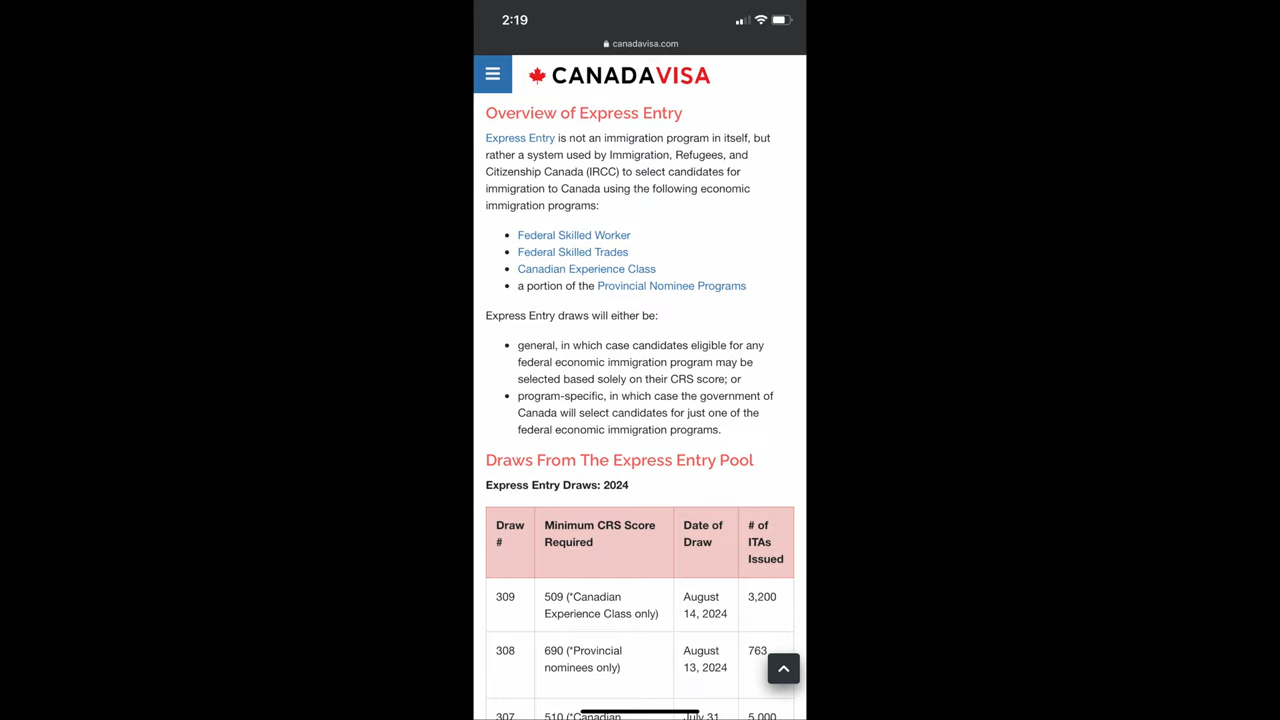 2:19
canadavisa.com
CANADAVISA
Overview of Express Entry
Express Entry is not an immigration program in itself, but
rather a system used by Immigration, Refugees, and
Citizenship Canada (IRCC) to select candidates for
immigration to Canada using the following economic
immigration programs:
• Federal Skilled Worker
• Federal Skilled Trades
• Canadian Experience Class
• a portion of the Provincial Nominee Programs
Express Entry draws will either be:
• general, in which case candidates eligible for any
federal economic immigration program may be
selected based solely on their CRS score; or
• program-specific, in which case the government of
Canada will select candidates for just one of the
federal economic immigration programs.
Draws From The Express Entry Pool
Express Entry Draws: 2024
Draw # Minimum CRS Score Required Date of Draw # of ITAs Issued
309 509 (*Canadian Experience Class only) August 14, 2024 3,200
308 690 (*Provincial nominees only) August 13, 2024 763
307 510 (*Canadian July 31 5,000